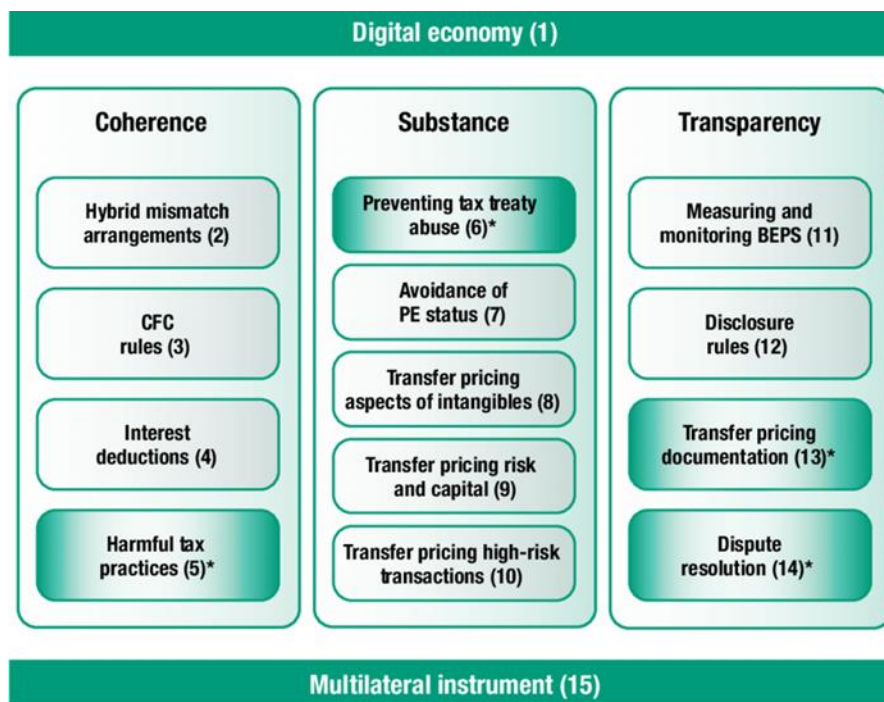 Digital economy (1)
Coherence
Hybrid mismatch
arrangements (2)
CFC
rules (3)
Interest
deductions (4)
Harmful tax
practices (5)*
Substance
Preventing tax treaty
abuse (6)*
Avoidance of
PE status (7)
Transfer pricing
aspects of intangibles (8)
Transfer pricing risk
and capital (9)
Transfer pricing high-risk
transactions (10)
Transparency
Measuring and
monitoring BEPS (11)
Disclosure
rules (12)
Transfer pricing
documentation (13)*
Dispute
resolution (14)*
Multilateral instrument (15)